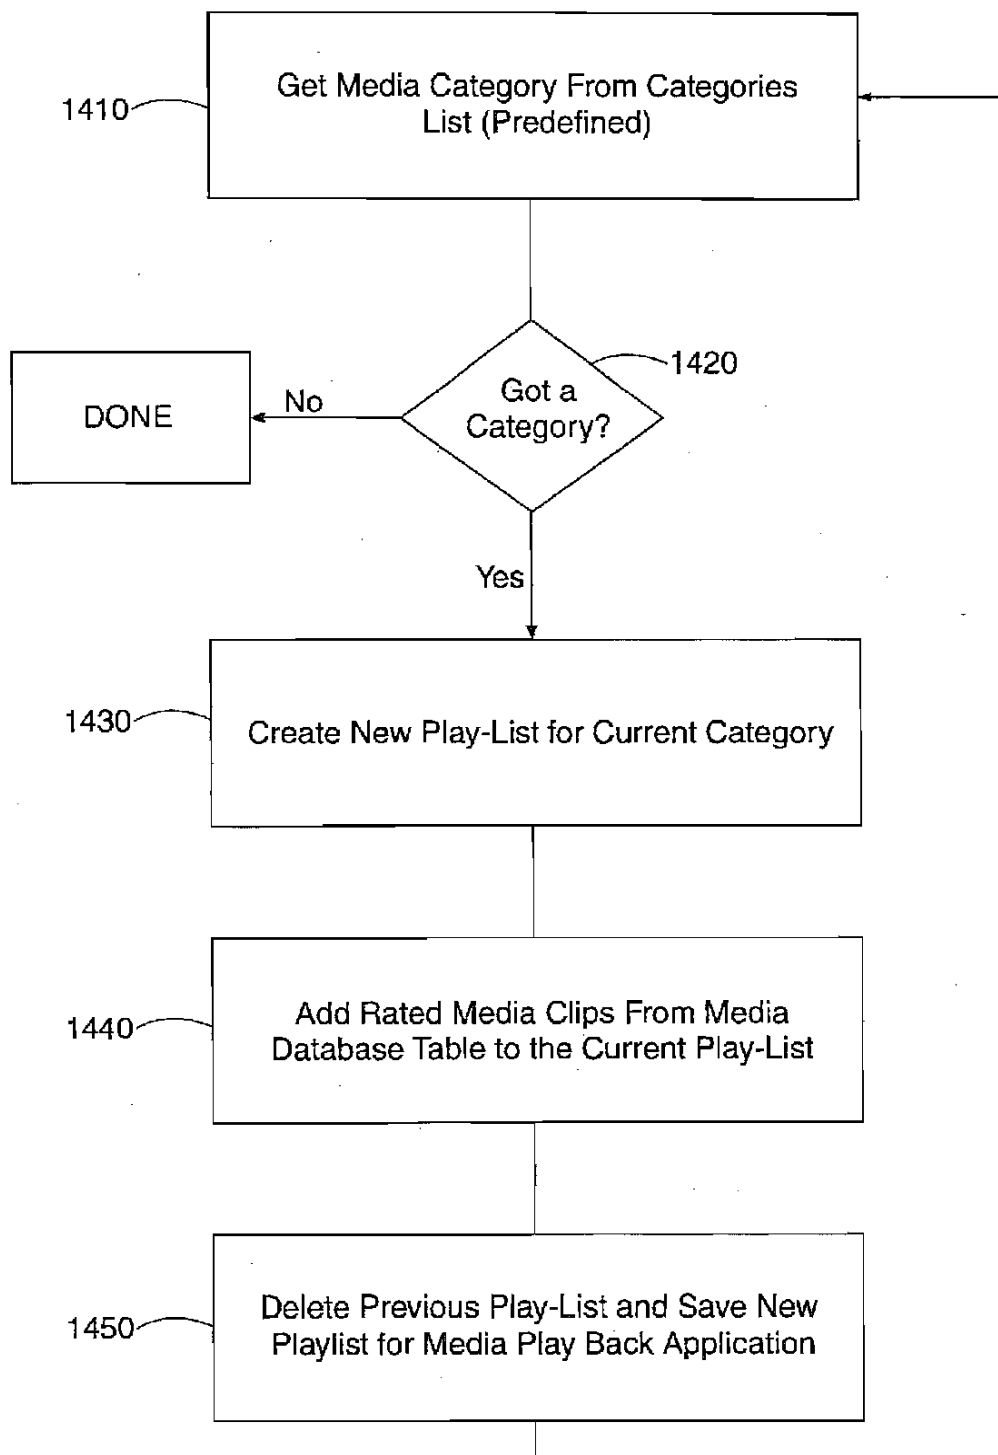 Get Media Category From Categories
List (Predefined)
1410
1420
Got a
Category?
No
DONE
Yes
1430
Create New Play-List for Current Category
1440
Add Rated Media Clips From Media
Database Table to the Current Play-List
1450
Delete Previous Play-List and Save New
Playlist for Media Play Back Application